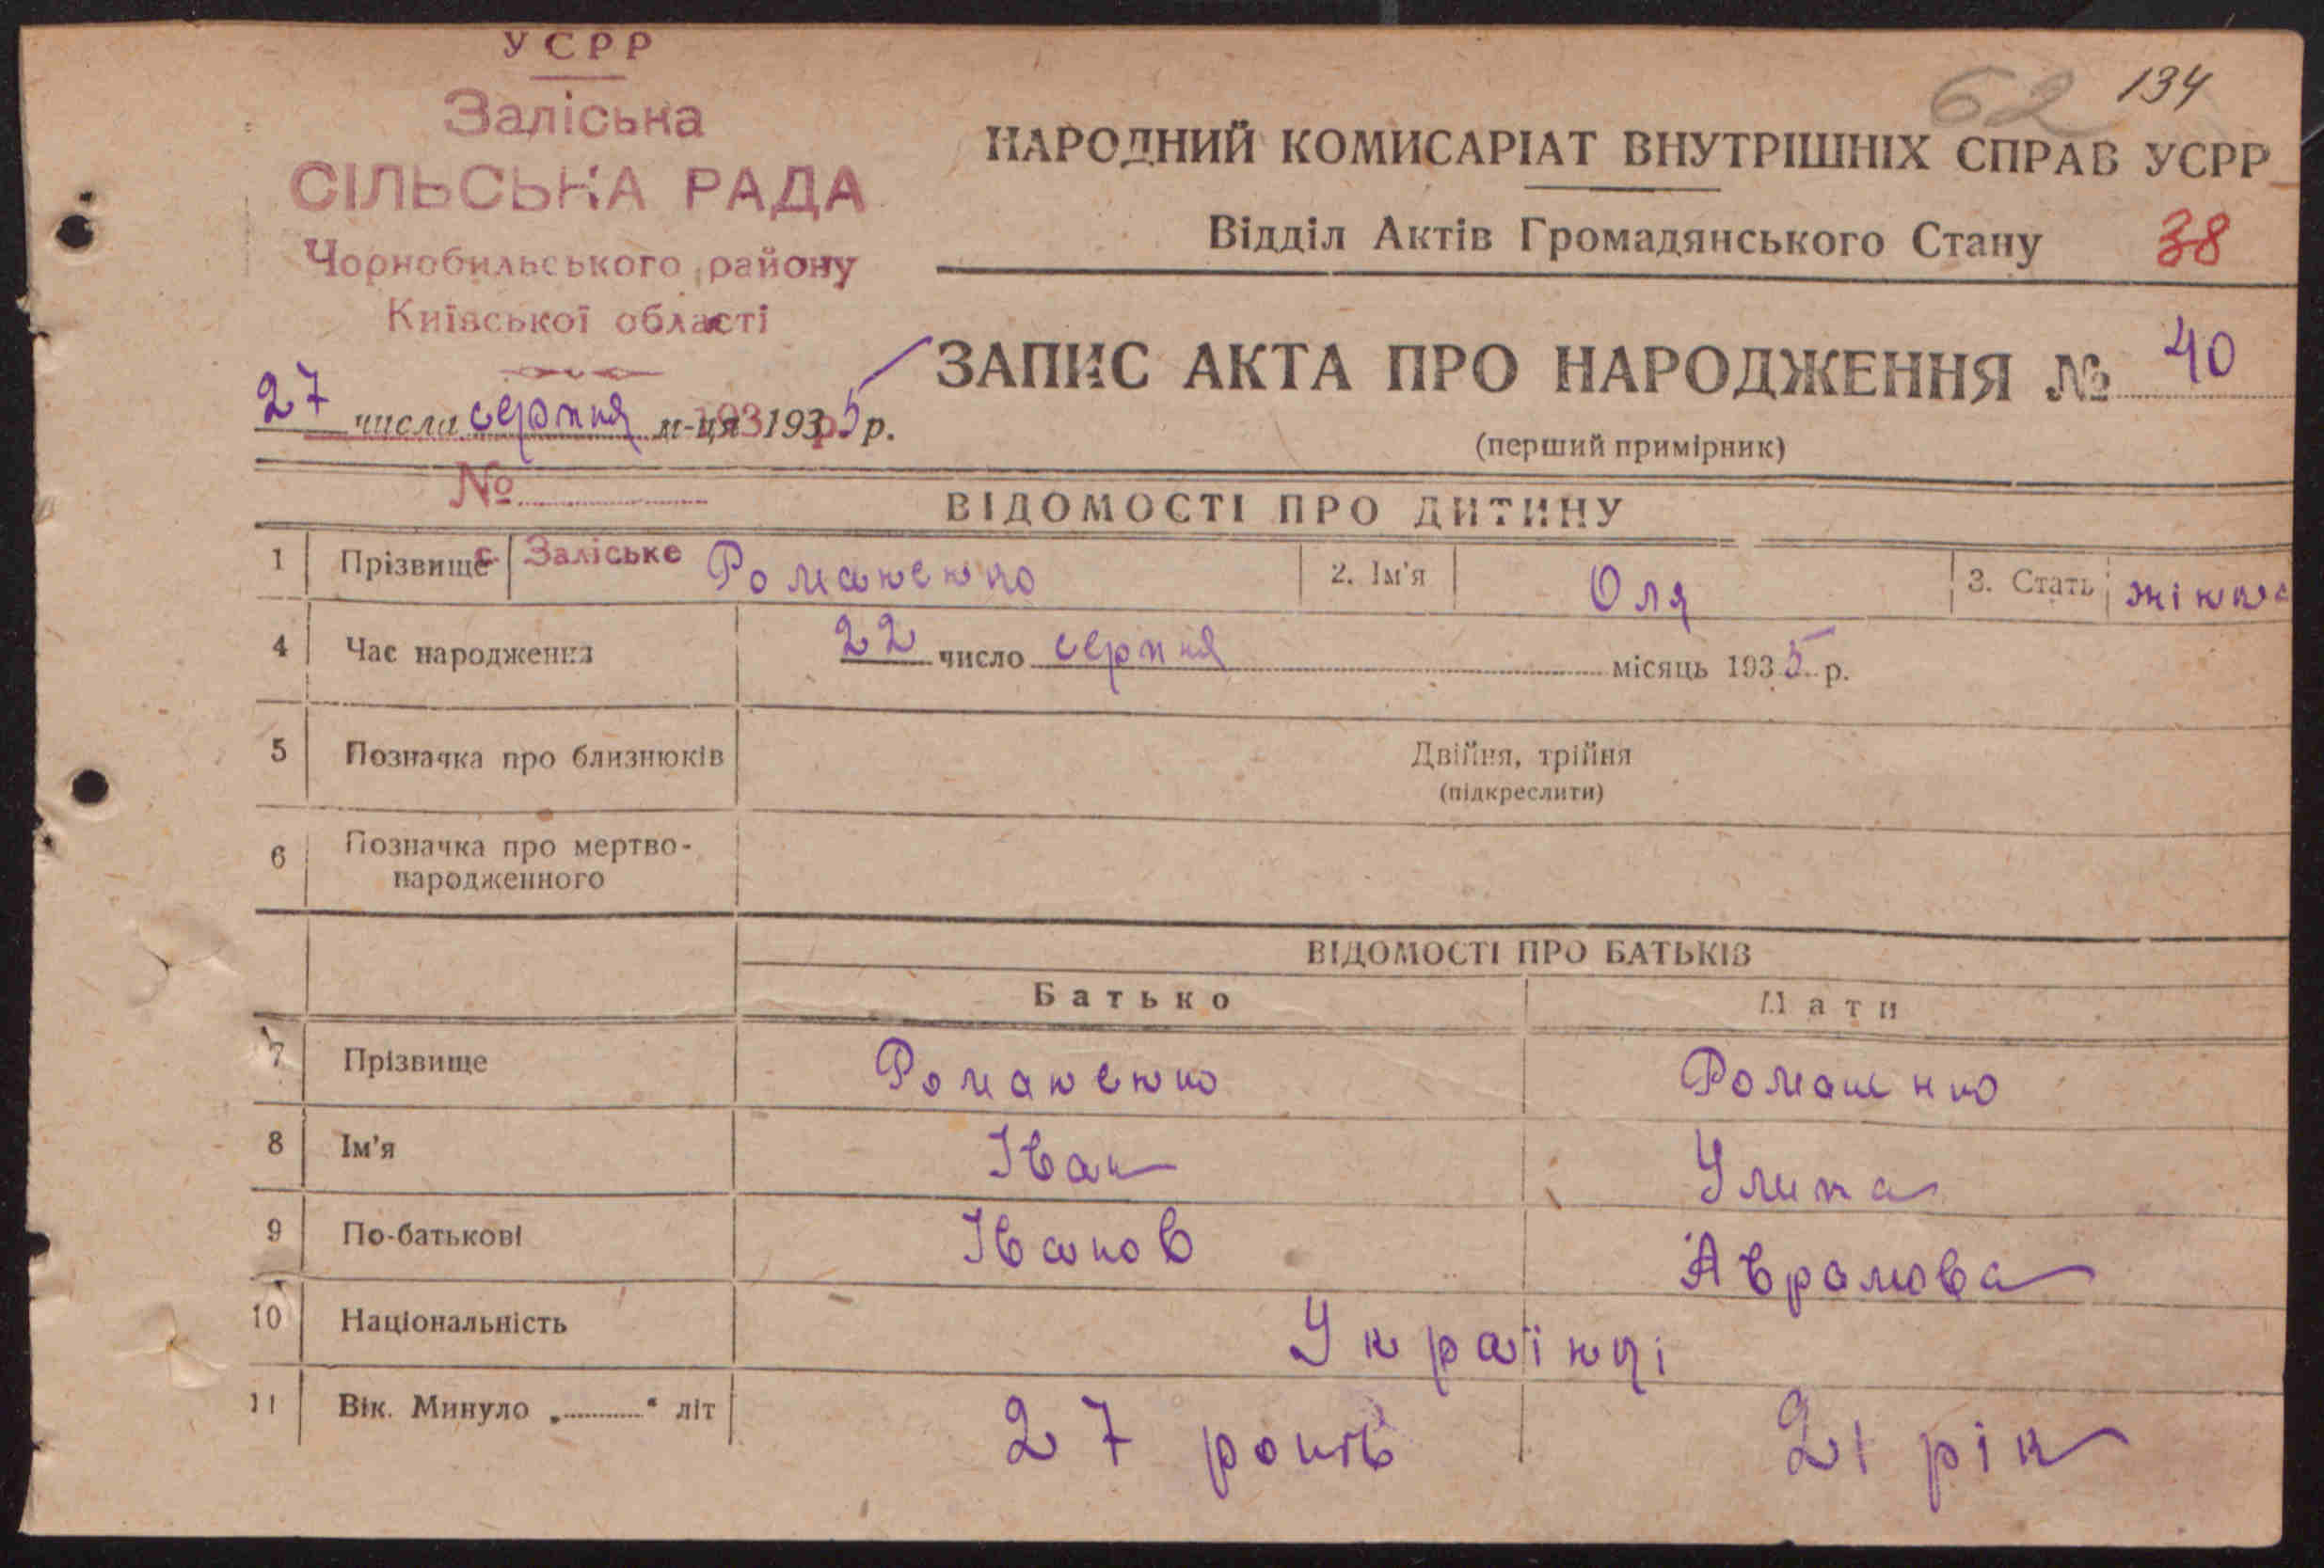 УСРР
Заліська
СІЛЬСЬКА РАДА
Чорнобильського району
Київської області
62 134
НАРОДНИЙ КОМИСАРІАТ ВНУТРІШНІХ СПРАВ УСРР
Відділ Актів Громадянського Стану 38
ЗАПИС АКТА ПРО НАРОДЖЕННЯ № 40
27 числа серпня м-ця 193 1935 р.
(перший примірник)
№
ВІДОМОСТІ ПРО ДИТИНУ
1 Прізвище с. Заліське Романенко 2. Ім'я Оля 3. Стать жінка
4 Час народження 22 число серпня місяць 1935 р.
5 Позначка про близнюків Двійня, трійня
(підкреслити)
6 Позначка про мертво-
народженного
ВІДОМОСТІ ПРО БАТЬКІВ
Батько Мати
7 Прізвище Романенко Романенко
8 Ім'я Іван Улита
9 По-батькові Іванов Аврамова
10 Національність Українці
11 Вік. Минуло „ “ літ 27 років 21 рік